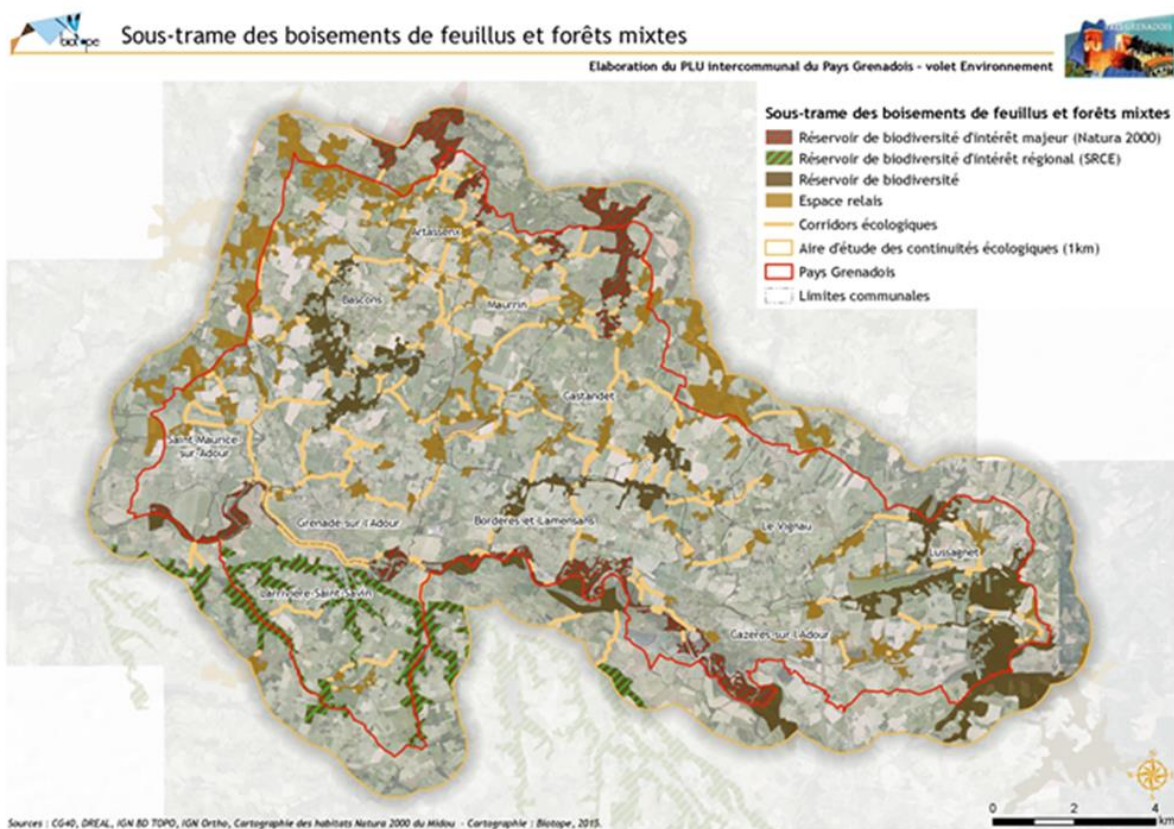 biotope
Sous-trame des boisements de feuillus et forêts mixtes
PAYS GRENADOIS
Elaboration du PLU intercommunal du Pays Grenadois - volet Environnement
Sous-trame des boisements de feuillus et forêts mixtes
Réservoir de biodiversité d'intérêt majeur (Natura 2000)
Réservoir de biodiversité d'intérêt régional (SRCE)
Réservoir de biodiversité
Espace relais
Corridors écologiques
Aire d'étude des continuités écologiques (1km)
Pays Grenadois
Limites communales
Artassenx
Bascons
Maurrin
Castandet
Saint-Maurice-
sur-Adour
Grenade-sur-l'Adour
Bordères-et-Lamensans
Le Vignau
Lussagnet
Larrivière-Saint-Savin
Cazères-sur-l'Adour
0 2 4
km
Sources : CG40, DREAL, IGN BD TOPO, IGN Ortho, Cartographie des habitats Natura 2000 du Midou - Cartographie : Biotope, 2015.